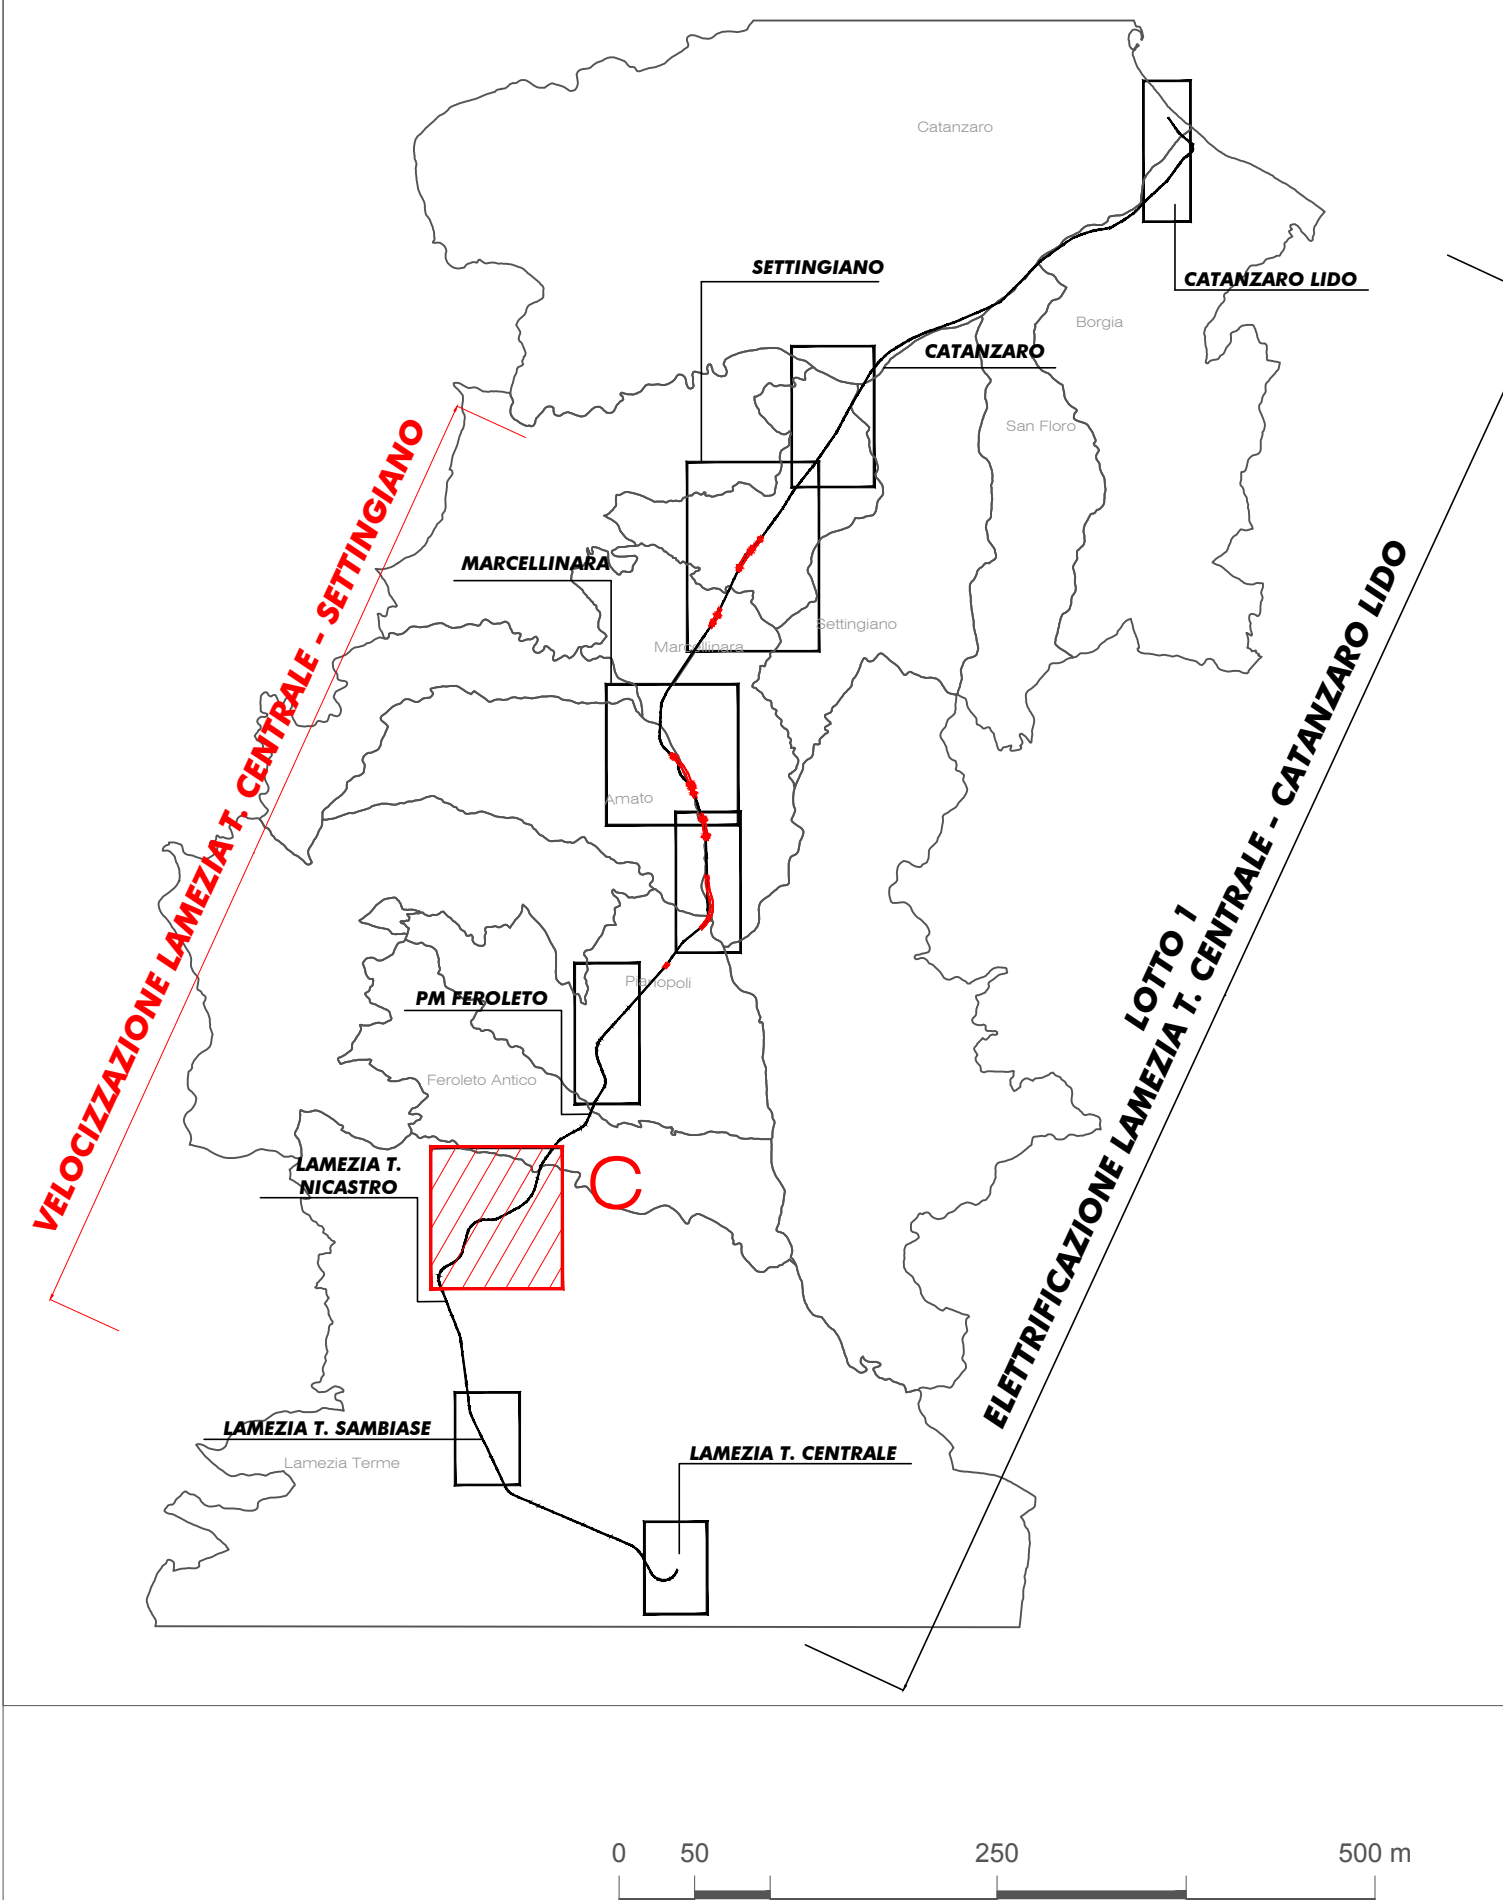 Catanzaro
SETTINGIANO
CATANZARO LIDO
Borgia
CATANZARO
San Floro
VELOCIZZAZIONE LAMEZIA T. CENTRALE - SETTINGIANO
MARCELLINARA
Settingiano
Marcellinara
Amato
LOTTO 1
ELETTRIFICAZIONE LAMEZIA T. CENTRALE - CATANZARO LIDO
Pianopoli
PM FEROLETO
Feroleto Antico
LAMEZIA T.
NICASTRO
C
LAMEZIA T. SAMBIASE
Lamezia Terme
LAMEZIA T. CENTRALE
0 50 250 500 m